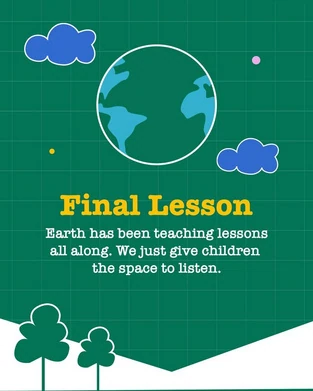 Final Lesson
Earth has been teaching lessons
all along. We just give children
the space to listen.